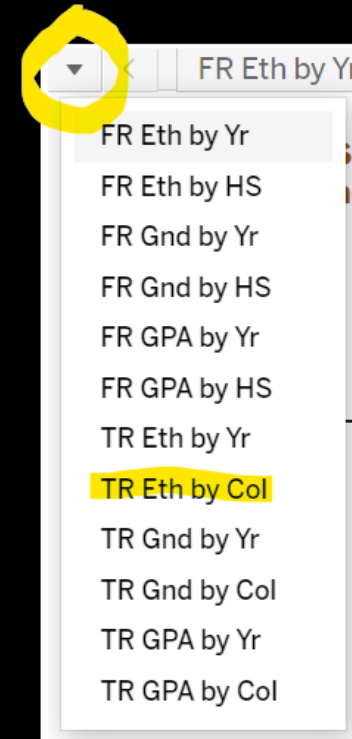 FR Eth by Yr
FR Eth by Yr
FR Eth by HS
FR Gnd by Yr
FR Gnd by HS
FR GPA by Yr
FR GPA by HS
TR Eth by Yr
TR Eth by Col
TR Gnd by Yr
TR Gnd by Col
TR GPA by Yr
TR GPA by Col